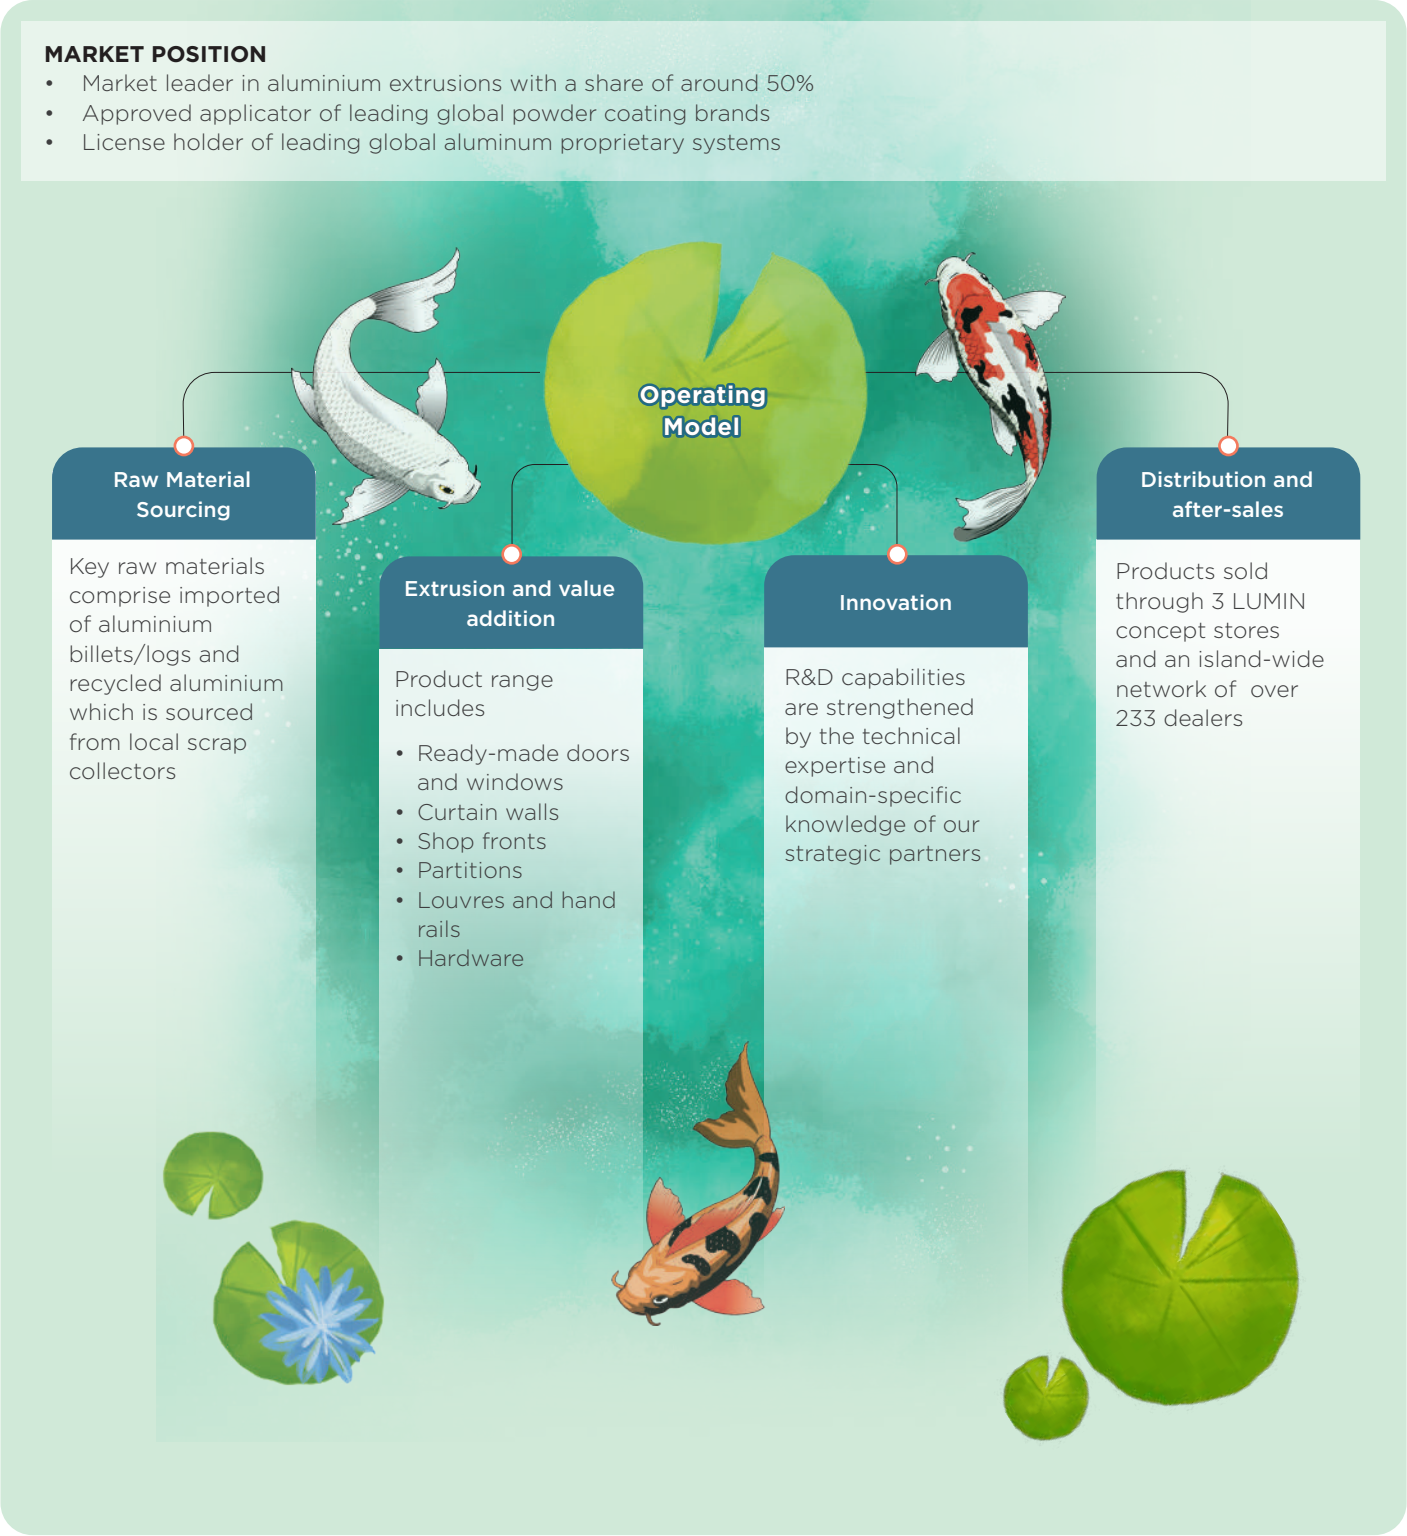 MARKET POSITION
• Market leader in aluminium extrusions with a share of around 50%
• Approved applicator of leading global powder coating brands
• License holder of leading global aluminum proprietary systems
Operating
Model
Raw Material
Sourcing
Key raw materials
comprise imported
of aluminium
billets/logs and
recycled aluminium
which is sourced
from local scrap
collectors
Extrusion and value
addition
Product range
includes
• Ready-made doors
and windows
• Curtain walls
• Shop fronts
• Partitions
• Louvres and hand
rails
• Hardware
Innovation
R&D capabilities
are strengthened
by the technical
expertise and
domain-specific
knowledge of our
strategic partners
Distribution and
after-sales
Products sold
through 3 LUMIN
concept stores
and an island-wide
network of over
233 dealers